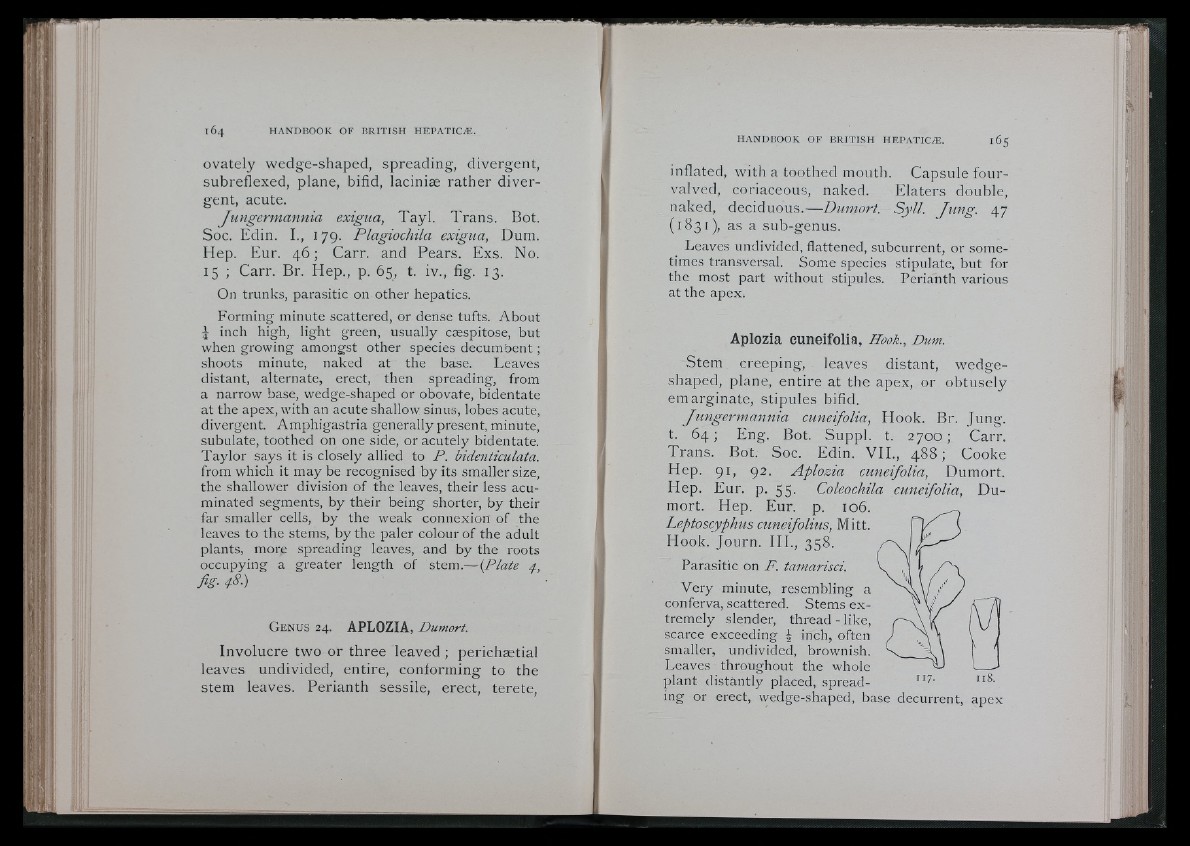 164 HANDBOOK OF BRITISH HEPATICÆ.
ovately wedge-shaped, spreading, divergent,
subreflexed, plane, bifid, laciniæ rather diver-
gent, acute.
Jungermannia exigua, Tayl. Trans. Bot.
Soc. Edin. I., 179. Plagiochila exigua, Dum.
Hep. Eur. 46; Carr. and Pears. Exs. No.
15 ; Carr. Br. Hep., p. 65, t. iv., fig. 13.
On trunks, parasitic on other hepatics.
Forming minute scattered, or dense tufts. About
¼ inch high, light green, usually cæspitose, but
when growing amongst other species decumbent ;
shoots minute, naked at the base. Leaves
distant, alternate, erect, then spreading, from
a narrow base, wedge-shaped or obovate, bidentate
at the apex, with an acute shallow sinus, lobes acute,
divergent. Amphigastria generally present, minute,
subulate, toothed on one side, or acutely bidentate.
Taylor says it is closely allied to P. bidenticulata.
from which it may be recognised by its smaller size,
the shallower division of the leaves, their less acu-
minated segments, by their being shorter, by their
far smaller cells, by the weak connexion of the
leaves to the stems, by the paler colour of the adult
plants, more spreading leaves, and by the roots
occupying a greater length of stem.—(Plate 4,
fig. 48.)
GENUS 24. APLOZIA, Dumort.
Involucre two or three leaved ; perichætial
leaves undivided, entire, conforming to the
stem leaves. Perianth sessile, erect, terete,
HANDBOOK OF BRITISH HEPATICÆ. 165
inflated, with a toothed mouth. Capsule four-
valved, coriaceous, naked. Elaters double,
naked, deciduous.—Dumort. Syll. Jung. 47
(1831), as a sub-genus.
Leaves undivided, flattened, subcurrent, or some-
times transversal. Some species stipulate, but for
the most part without stipules. Perianth various
at the apex.
Aplozia cuneifolia, Hook., Dum.
Stem creeping, leaves distant, wedge-
shaped, plane, entire at the apex, or obtusely
emarginate, stipules bifid.
Jungermannia cuneifolia, Hook. Br. Jung.
t. 64; Eng. Bot. Suppl. t. 2700; Carr.
Trans. Bot. Soc. Edin. VII., 488; Cooke
Hep. 91, 92. Aplozia cuneifolia, Dumort.
Hep. Eur. p. 55. Coleochila cuneifolia, Du-
mort. Hep. Eur. p. 106.
Leptoscyphus cuneifolius, Mitt.
Hook. Journ. III., 358.
Parasitic on F. tamarisci.
Very minute, resembling a
conferva, scattered. Stems ex-
tremely slender, thread-like,
scarce exceeding ½ inch, often
smaller, undivided, brownish.
Leaves throughout the whole
plant distantly placed, spread-
ing or erect, wedge-shaped, base decurrent, apex
117. 118.